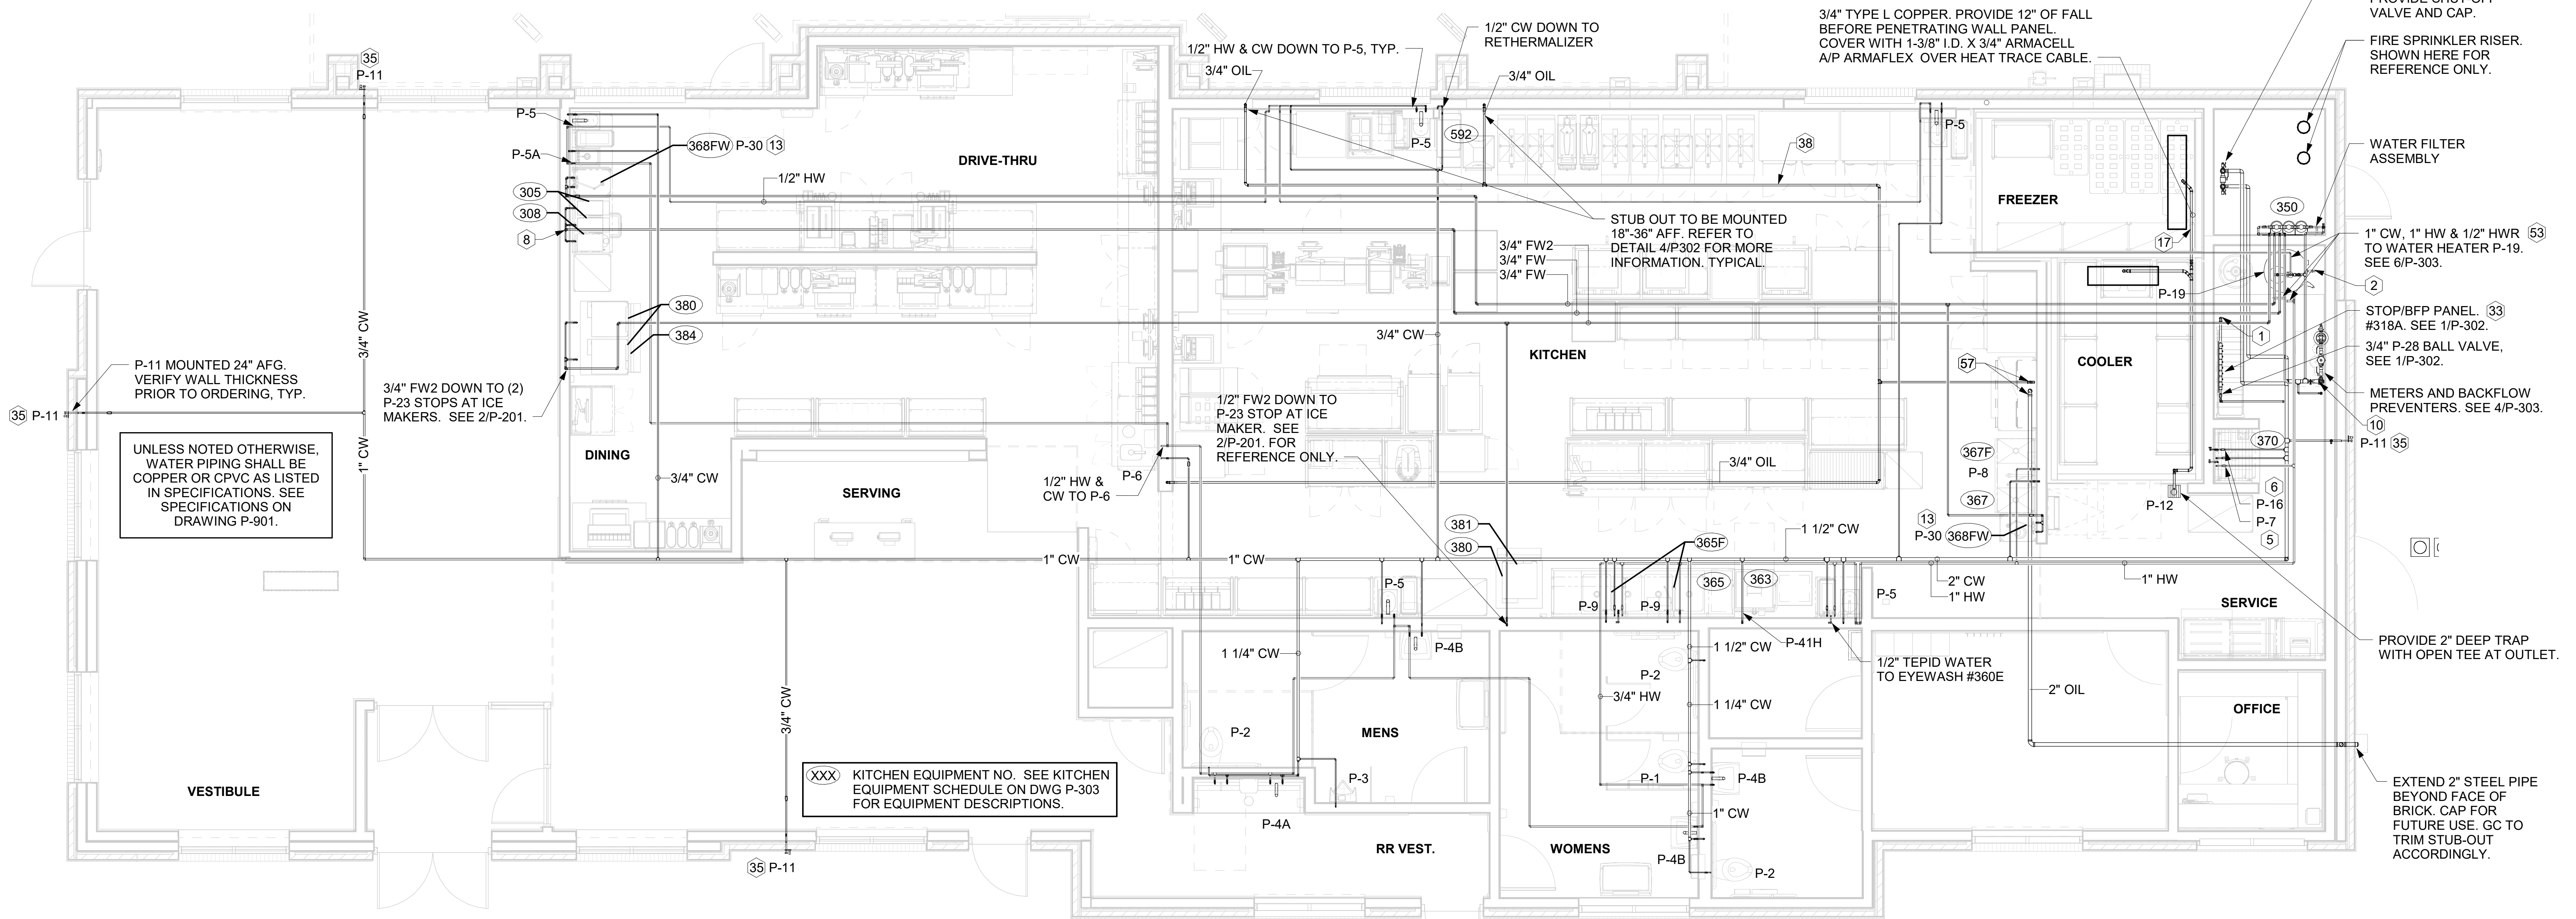 PROVIDE SHUT OFF
VALVE AND CAP.
3/4" TYPE L COPPER. PROVIDE 12" OF FALL
BEFORE PENETRATING WALL PANEL.
COVER WITH 1-3/8" I.D. X 3/4" ARMACELL
A/P ARMAFLEX OVER HEAT TRACE CABLE.
FIRE SPRINKLER RISER.
SHOWN HERE FOR
REFERENCE ONLY.
1/2" CW DOWN TO
RETHERMALIZER
1/2" HW & CW DOWN TO P-5, TYP.
3/4" OIL
3/4" OIL
35
P-11
P-5
P-5A
368FW P-30 13
DRIVE-THRU
305
308
8
1/2" HW
P-5
592
38
P-5
FREEZER
17
WATER FILTER
ASSEMBLY
350
1" CW, 1" HW & 1/2" HWR 53
TO WATER HEATER P-19.
SEE 6/P-303.
P-19
2
STUB OUT TO BE MOUNTED
18"-36" AFF. REFER TO
DETAIL 4/P302 FOR MORE
INFORMATION. TYPICAL.
3/4" FW2
3/4" FW
3/4" FW
380
384
3/4" CW
3/4" CW
KITCHEN
57
COOLER
1
STOP/BFP PANEL. 33
#318A. SEE 1/P-302.
3/4" P-28 BALL VALVE,
SEE 1/P-302.
METERS AND BACKFLOW
PREVENTERS. SEE 4/P-303.
10
P-11 35
370
P-11 MOUNTED 24" AFG.
VERIFY WALL THICKNESS
PRIOR TO ORDERING, TYP.
35 P-11
3/4" FW2 DOWN TO (2)
P-23 STOPS AT ICE
MAKERS. SEE 2/P-201.
UNLESS NOTED OTHERWISE,
WATER PIPING SHALL BE
COPPER OR CPVC AS LISTED
IN SPECIFICATIONS. SEE
SPECIFICATIONS ON
DRAWING P-901.
1" CW
DINING
3/4" CW
SERVING
1/2" HW &
CW TO P-6
P-6
1/2" FW2 DOWN TO
P-23 STOP AT ICE
MAKER. SEE
2/P-201. FOR
REFERENCE ONLY.
3/4" OIL
367F
P-8
367
13
P-30 368FW
P-12
6
P-16
P-7
5
381
380
365F
1 1/2" CW
1" CW
1" CW
365
363
2" CW
1" HW
1" HW
P-5
P-9
P-9
P-5
SERVICE
P-4B
P-41H
1/2" TEPID WATER
TO EYEWASH #360E
PROVIDE 2" DEEP TRAP
WITH OPEN TEE AT OUTLET.
1 1/4" CW
1 1/2" CW
P-2
3/4" HW
1 1/4" CW
2" OIL
OFFICE
3/4" CW
P-2
MENS
P-3
P-1
P-4B
VESTIBULE
XXX KITCHEN EQUIPMENT NO. SEE KITCHEN
EQUIPMENT SCHEDULE ON DWG P-303
FOR EQUIPMENT DESCRIPTIONS.
P-4A
1" CW
RR VEST.
WOMENS
P-4B
P-2
35 P-11
EXTEND 2" STEEL PIPE
BEYOND FACE OF
BRICK. CAP FOR
FUTURE USE. GC TO
TRIM STUB-OUT
ACCORDINGLY.